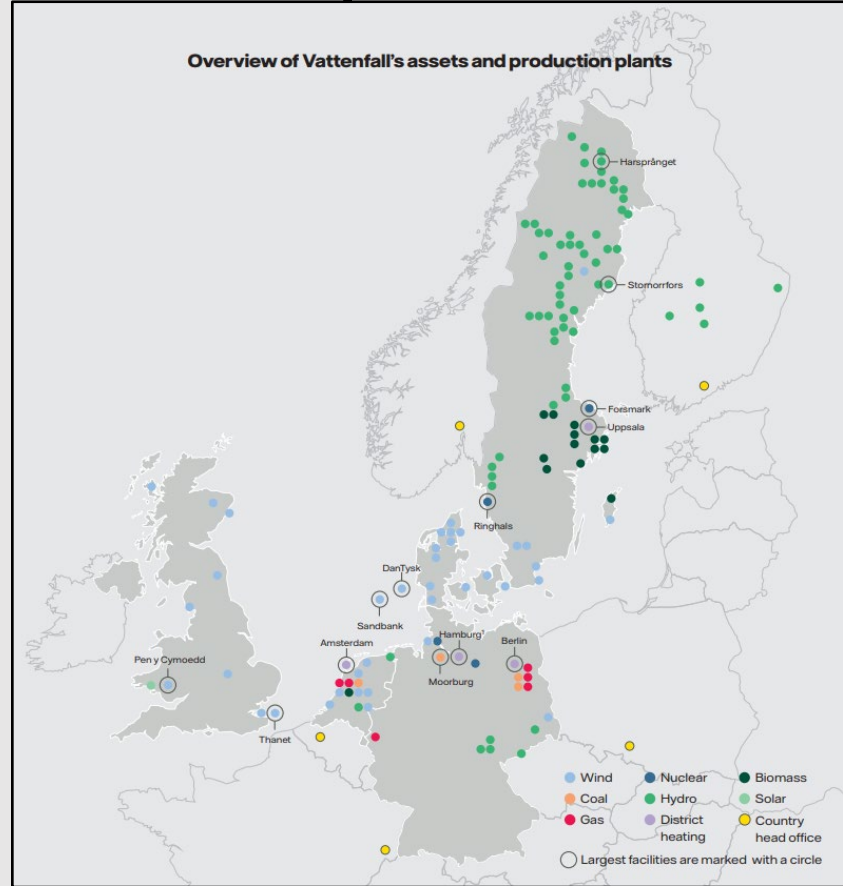 Overview of Vattenfall's assets and production plants
Harsprånget
Stornorrfors
Forsmark
Uppsala
Ringhals
DanTysk
Sandbank
Amsterdam
Hamburg¹
Berlin
Pen y Cymoedd
Moorburg
Thanet
Wind
Nuclear
Biomass
Coal
Hydro
Solar
Gas
District
heating
Country
head office
Largest facilities are marked with a circle